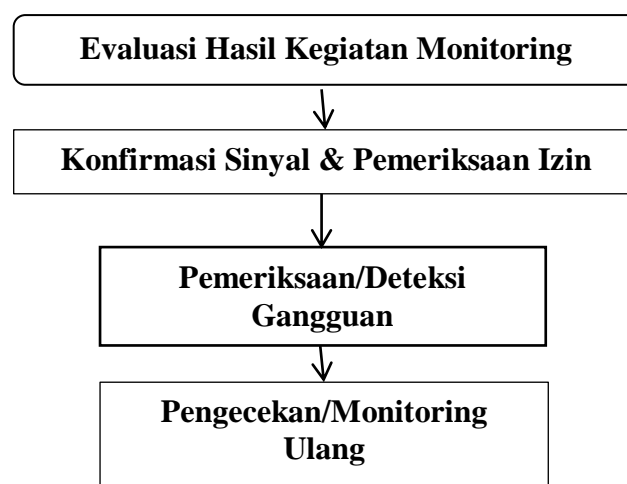 Evaluasi Hasil Kegiatan Monitoring
Konfirmasi Sinyal & Pemeriksaan Izin
Pemeriksaan/Deteksi
Gangguan
Pengecekan/Monitoring
Ulang